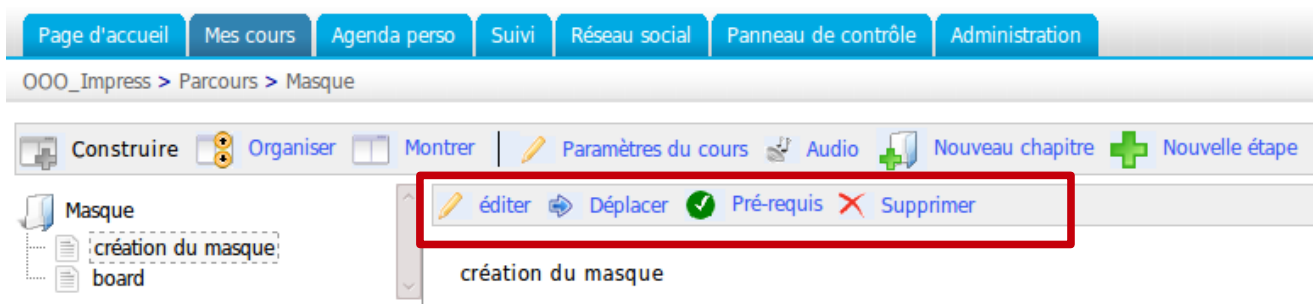 Page d'accueil Mes cours Agenda perso Suivi Réseau social Panneau de contrôle Administration
OOO_Impress > Parcours > Masque
Construire Organiser Montrer Paramètres du cours Audio Nouveau chapitre Nouvelle étape
Masque
création du masque
board
éditer Déplacer Pré-requis Supprimer
création du masque